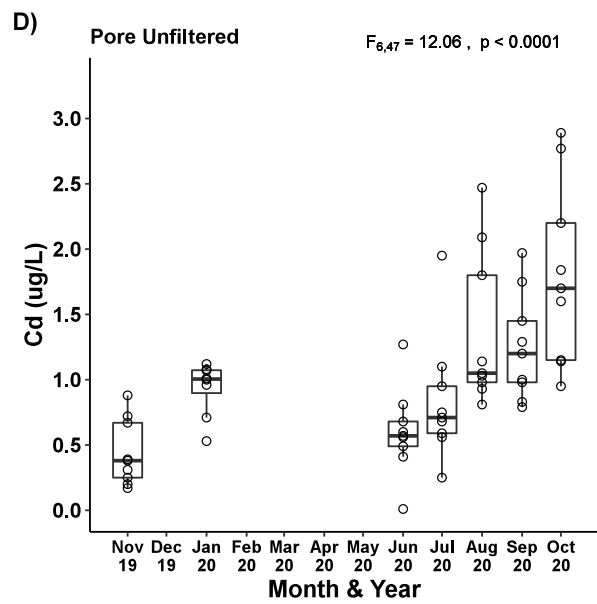 D)
Pore Unfiltered
F6,47 = 12.06 , p < 0.0001
Cd (ug/L)
3.0
2.5
2.0
1.5
1.0
0.5
0.0
Nov Dec Jan Feb Mar Apr May Jun Jul Aug Sep Oct
19 19 20 20 20 20 20 20 20 20 20 20
Month & Year